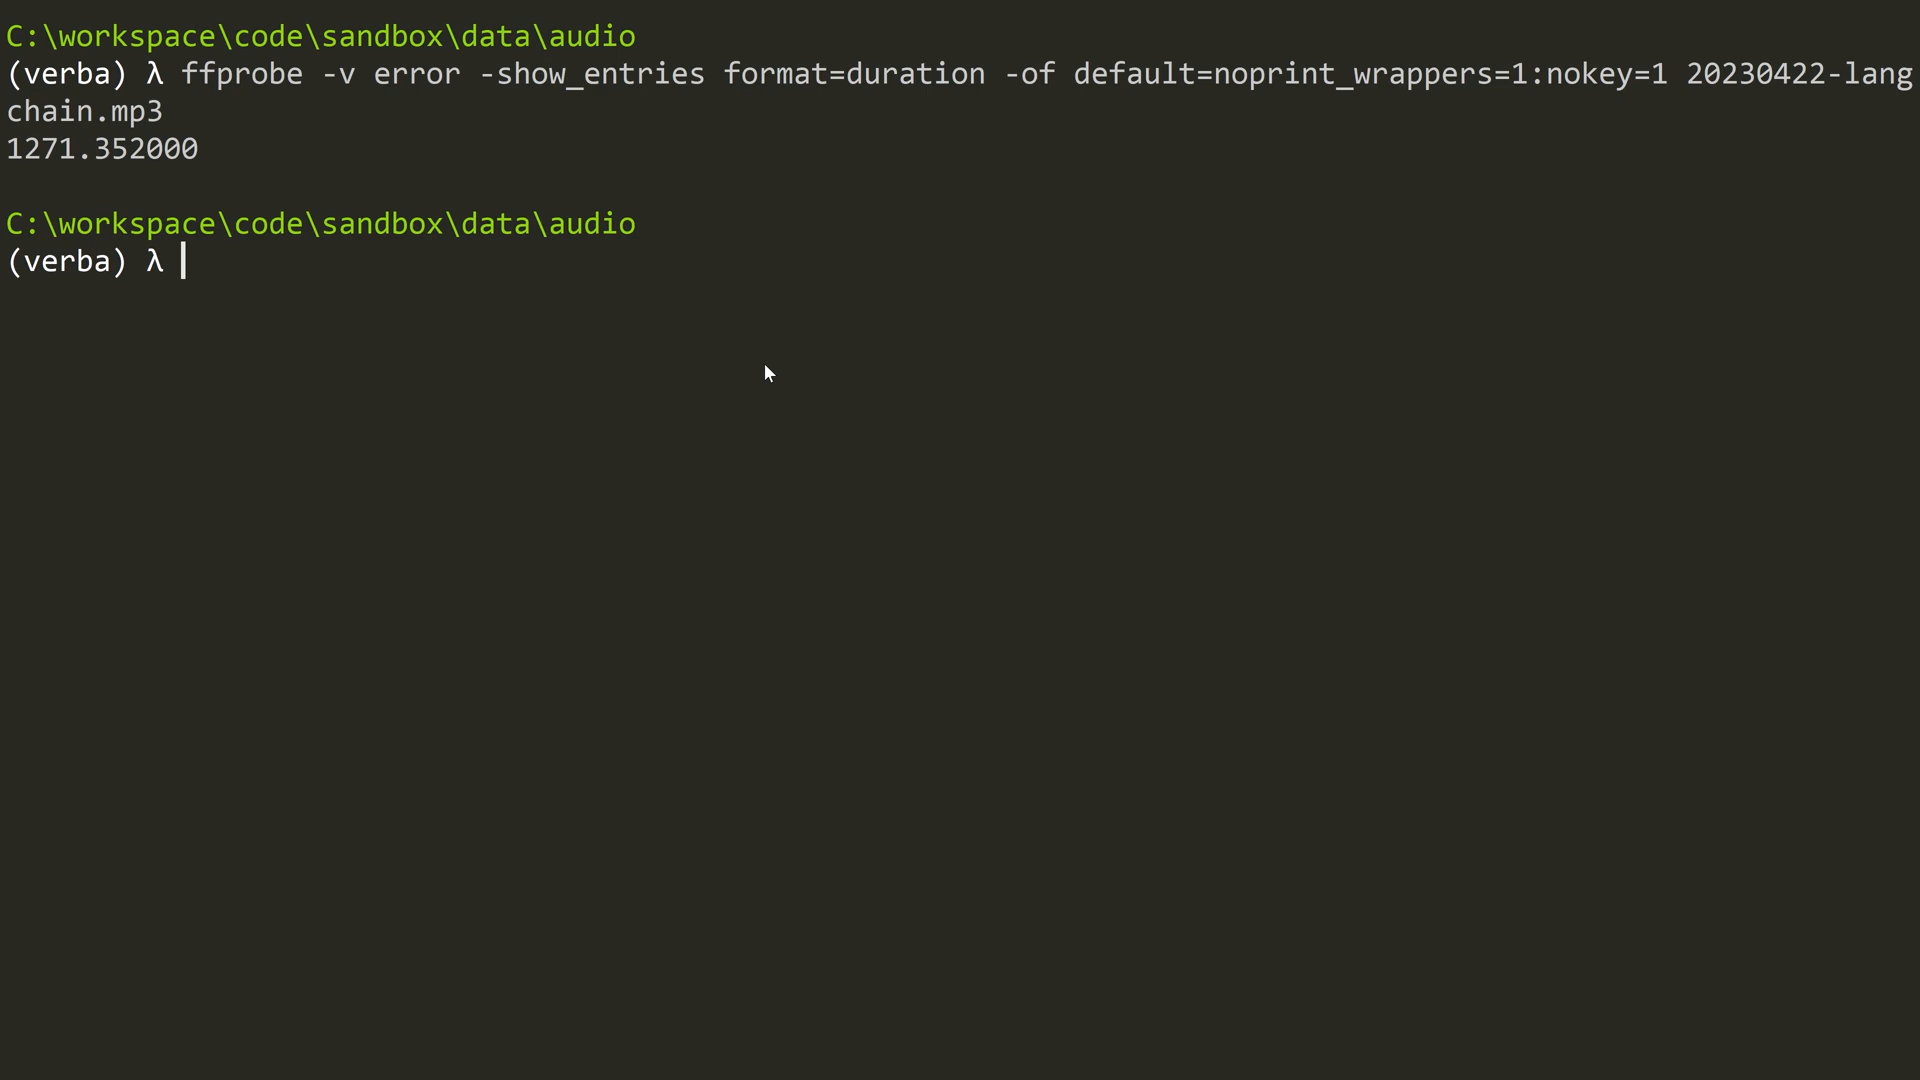 C:\workspace\code\sandbox\data\audio
(verba) λ ffprobe -v error -show_entries format=duration -of default=noprint_wrappers=1:nokey=1 20230422-lang
chain.mp3
1271.352000
C:\workspace\code\sandbox\data\audio
(verba) λ